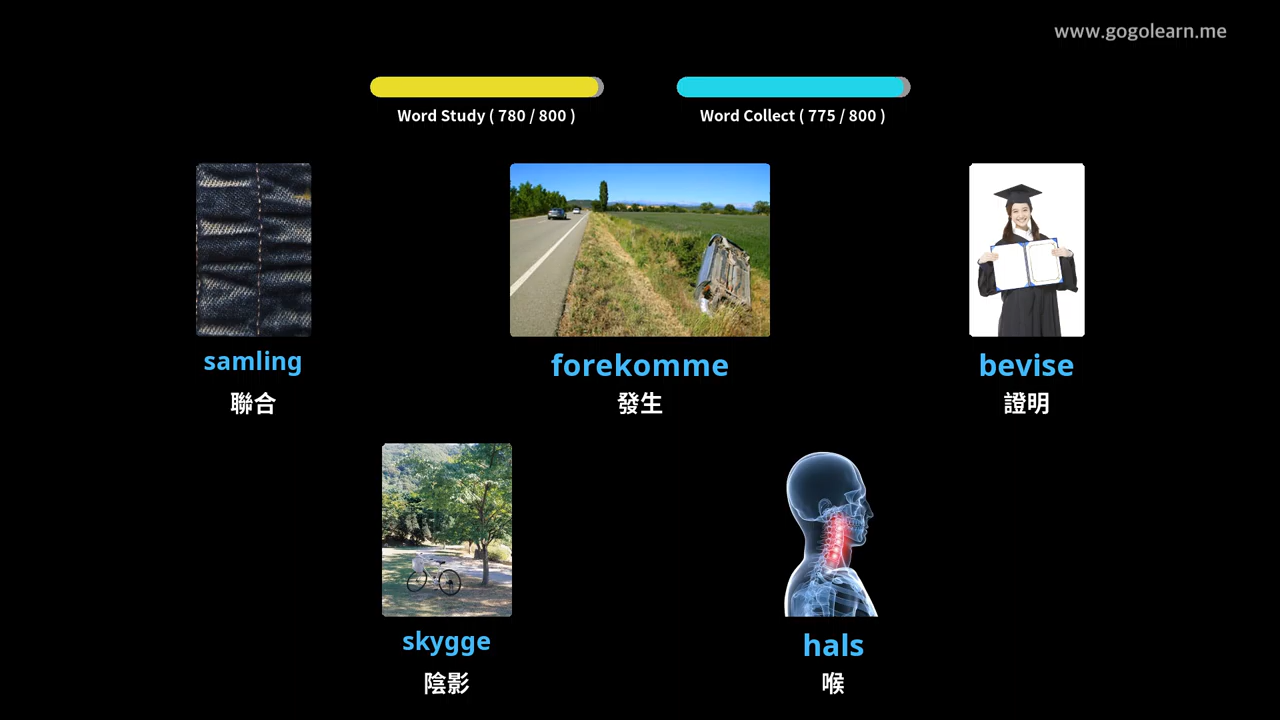 www.gogolearn.me
Word Study ( 780 / 800 )
Word Collect ( 775 / 800 )
samling
聯合
forekomme
發生
bevise
證明
skygge
陰影
hals
喉